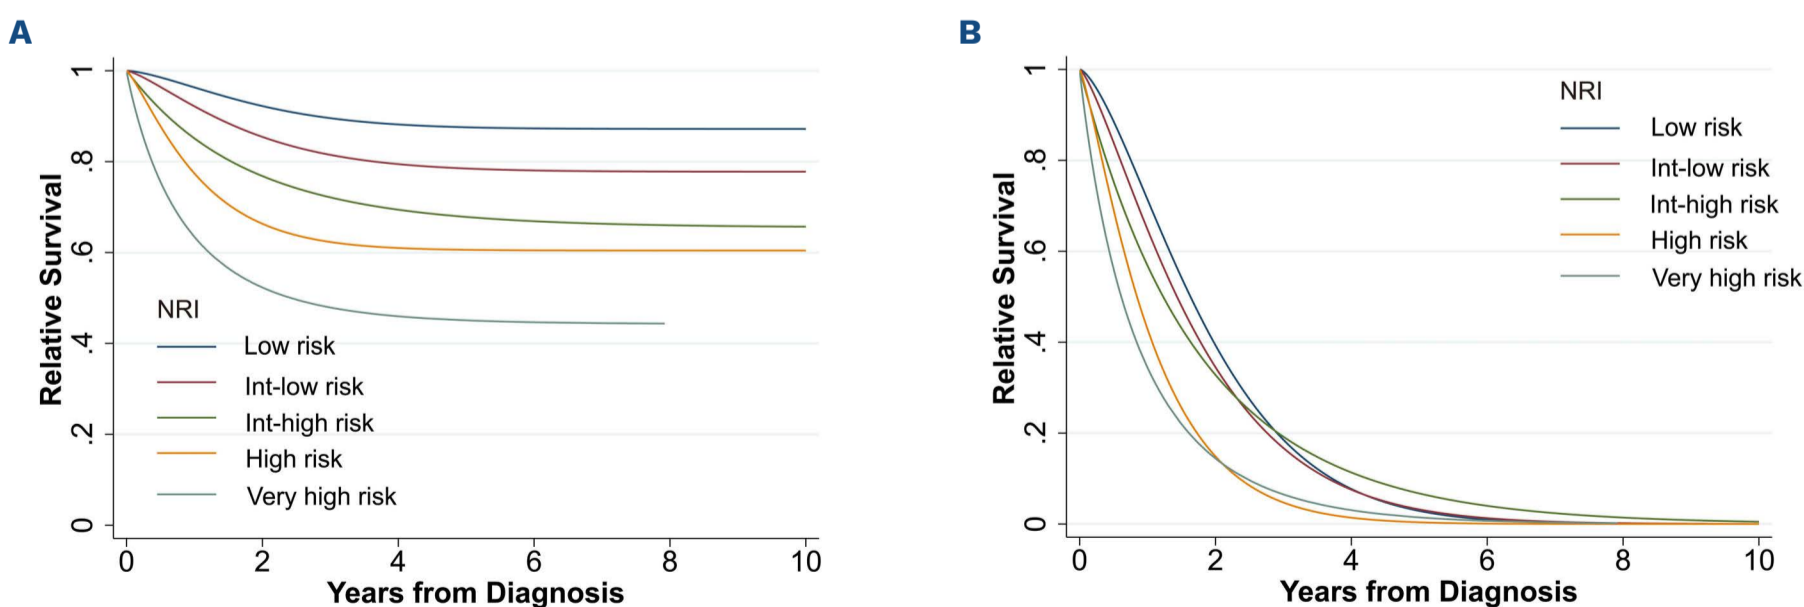 A
1
.8
.6
.4
.2
0
Relative Survival
NRI
Low risk
Int-low risk
Int-high risk
High risk
Very high risk
0 2 4 6 8 10
Years from Diagnosis
B
1
.8
.6
.4
.2
0
Relative Survival
NRI
Low risk
Int-low risk
Int-high risk
High risk
Very high risk
0 2 4 6 8 10
Years from Diagnosis